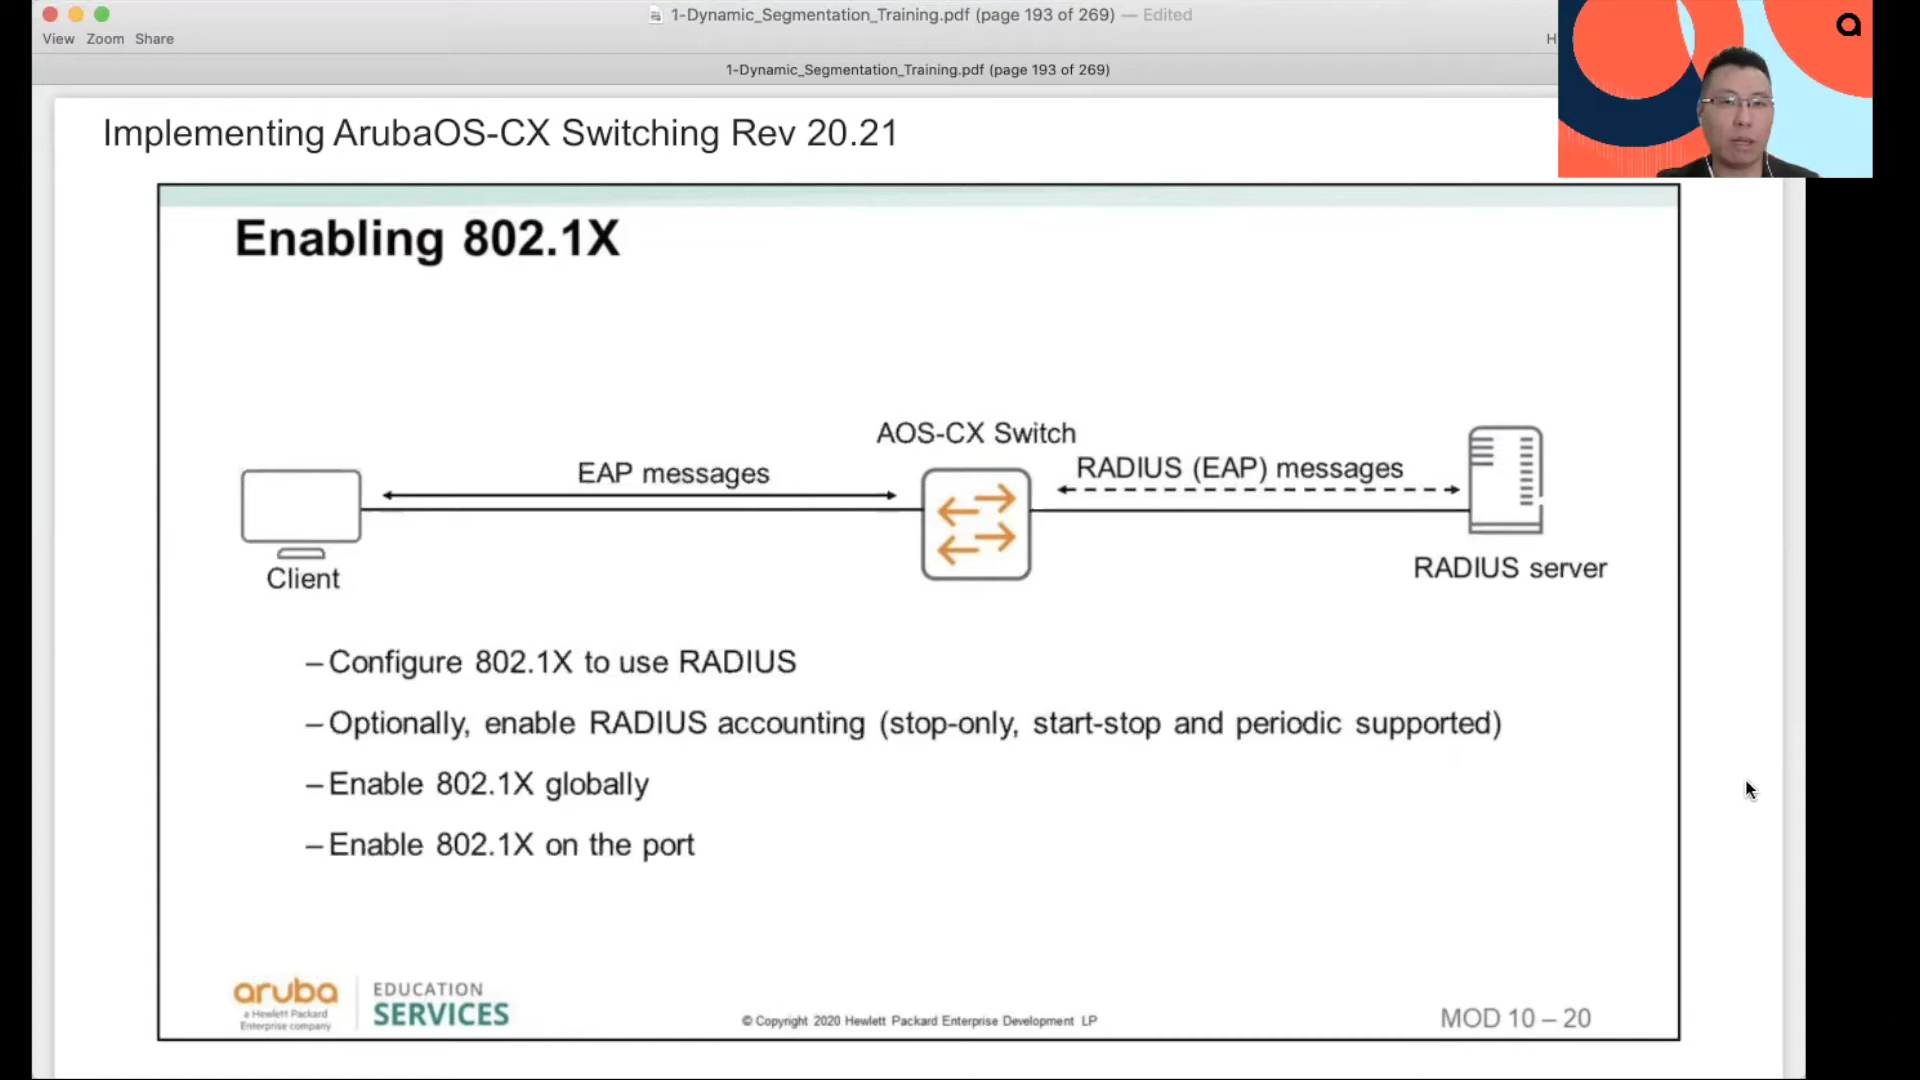 1-Dynamic_Segmentation_Training.pdf (page 193 of 269) — Edited
View Zoom Share
H
1-Dynamic_Segmentation_Training.pdf (page 193 of 269)
Implementing ArubaOS-CX Switching Rev 20.21
Enabling 802.1X
AOS-CX Switch
EAP messages
RADIUS (EAP) messages
Client
RADIUS server
– Configure 802.1X to use RADIUS
– Optionally, enable RADIUS accounting (stop-only, start-stop and periodic supported)
– Enable 802.1X globally
– Enable 802.1X on the port
aruba
a Hewlett Packard
Enterprise company
EDUCATION
SERVICES
© Copyright 2020 Hewlett Packard Enterprise Development LP
MOD 10 – 20